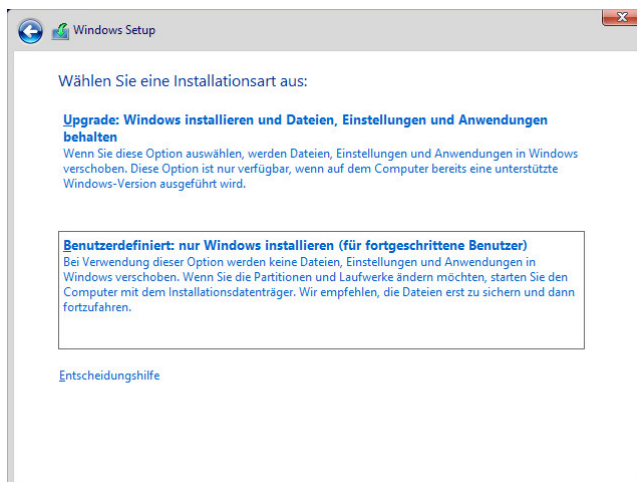 Windows Setup
Wählen Sie eine Installationsart aus:
Upgrade: Windows installieren und Dateien, Einstellungen und Anwendungen
behalten
Wenn Sie diese Option auswählen, werden Dateien, Einstellungen und Anwendungen in Windows
verschoben. Diese Option ist nur verfügbar, wenn auf dem Computer bereits eine unterstützte
Windows-Version ausgeführt wird.
Benutzerdefiniert: nur Windows installieren (für fortgeschrittene Benutzer)
Bei Verwendung dieser Option werden keine Dateien, Einstellungen und Anwendungen in
Windows verschoben. Wenn Sie die Partitionen und Laufwerke ändern möchten, starten Sie den
Computer mit dem Installationsdatenträger. Wir empfehlen, die Dateien erst zu sichern und dann
fortzufahren.
Entscheidungshilfe